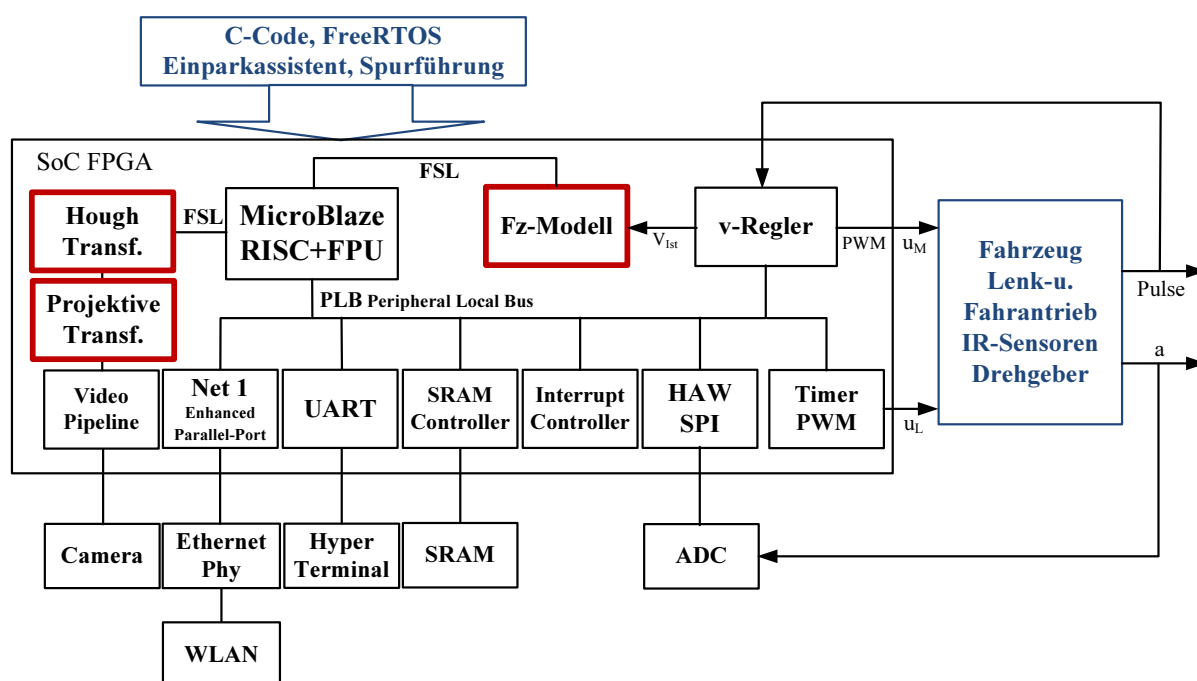 C-Code, FreeRTOS
Einparkassistent, Spurführung
SoC FPGA
FSL
Hough
Transf.
FSL
MicroBlaze
RISC+FPU
Fz-Modell
V_Ist
v-Regler
PWM
u_M
Fahrzeug
Lenk-u.
Fahrantrieb
IR-Sensoren
Drehgeber
Pulse
a
Projektive
Transf.
PLB Peripheral Local Bus
Video
Pipeline
Net 1
Enhanced
Parallel-Port
UART
SRAM
Controller
Interrupt
Controller
HAW
SPI
Timer
PWM
u_L
Camera
Ethernet
Phy
Hyper
Terminal
SRAM
ADC
WLAN